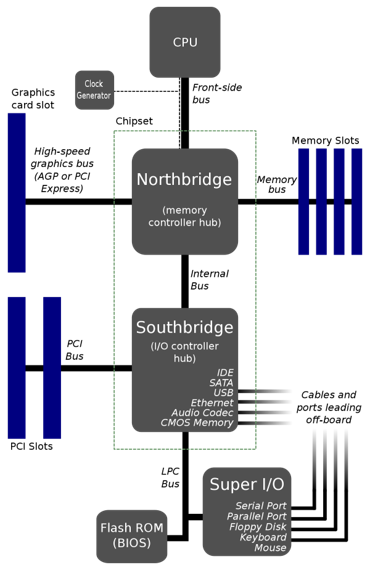 CPU
Graphics
card slot
Clock
Generator
Front-side
bus
Chipset
High-speed
graphics bus
(AGP or PCI
Express)
Northbridge
(memory
controller hub)
Memory
bus
Memory Slots
Internal
Bus
PCI
Bus
Southbridge
(I/O controller
hub)
IDE
SATA
USB
Ethernet
Audio Codec
CMOS Memory
Cables and
ports leading
off-board
PCI Slots
LPC
Bus
Super I/O
Serial Port
Parallel Port
Floppy Disk
Keyboard
Mouse
Flash ROM
(BIOS)